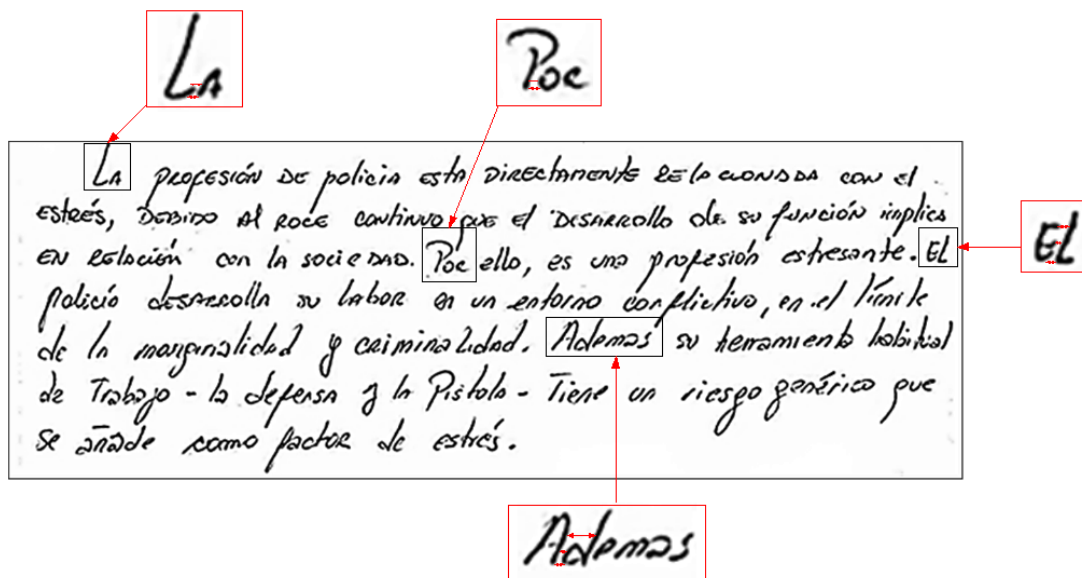 La
Por
La PROFESIÓN DE policia esta DIRECTAMENTE RElacIONADA CON el
estrés, DEBIDO Al ROCE CONTINUO QUE el DESARROLLO de su función implica
EN RElación con LA SOCIEDAD. Por ello, es una profesión estresante. EL
EL
policía desarrolla su labor en un entorno conflictivo, en el límite
de la marginalidad y criminalidad. Ademas su herramienta habitual
de Trabajo - la defensa y la Pistola - Tiene un riesgo genérico que
se añade como factor de estrés.
Ademas